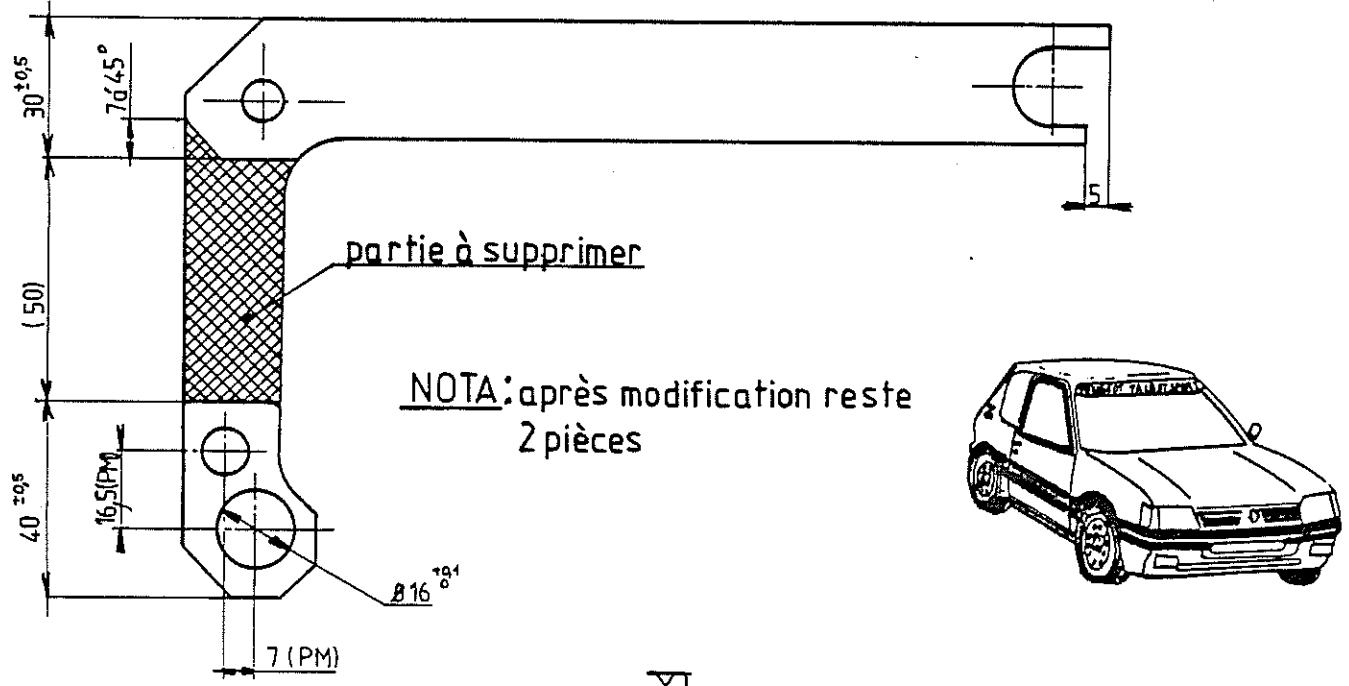 30 ±0,5
7à 45°
5
partie à supprimer
(50)
NOTA: après modification reste
2 pièces
16,5(PM)
40 ±0,5
ø16 +0,1 0
7 (PM)